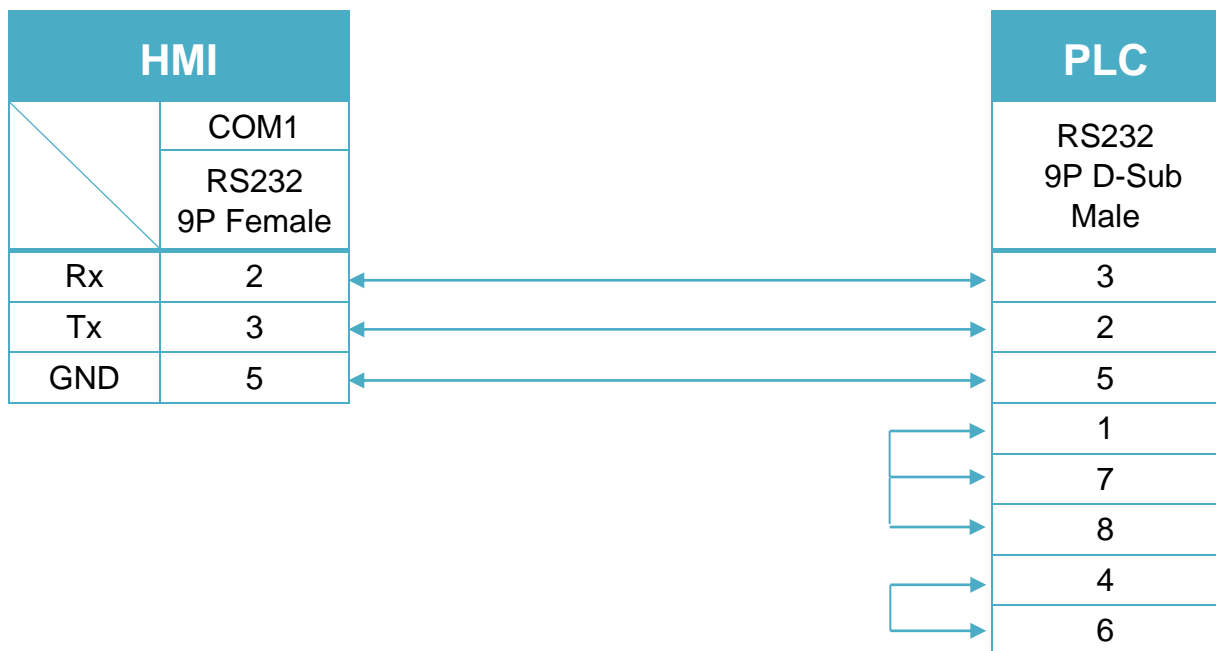 HMI
PLC
COM1
RS232
9P Female
RS232
9P D-Sub
Male
Rx 2 3
Tx 3 2
GND 5 5
1
7
8
4
6